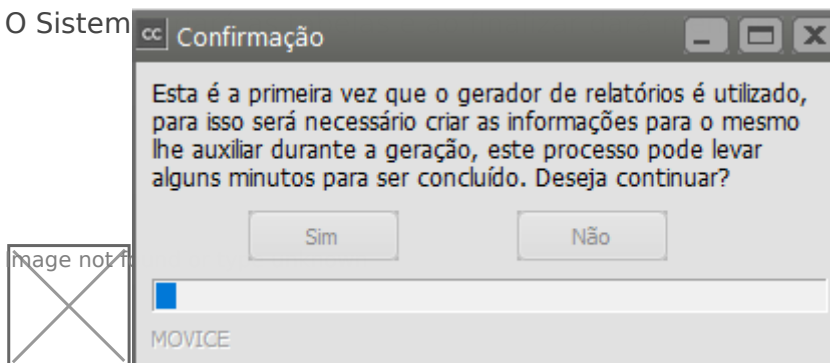 O Sistem
cc Confirmação
Esta é a primeira vez que o gerador de relatórios é utilizado,
para isso será necessário criar as informações para o mesmo
lhe auxiliar durante a geração, este processo pode levar
alguns minutos para ser concluído. Deseja continuar?
Sim Não
Image not f
MOVICE